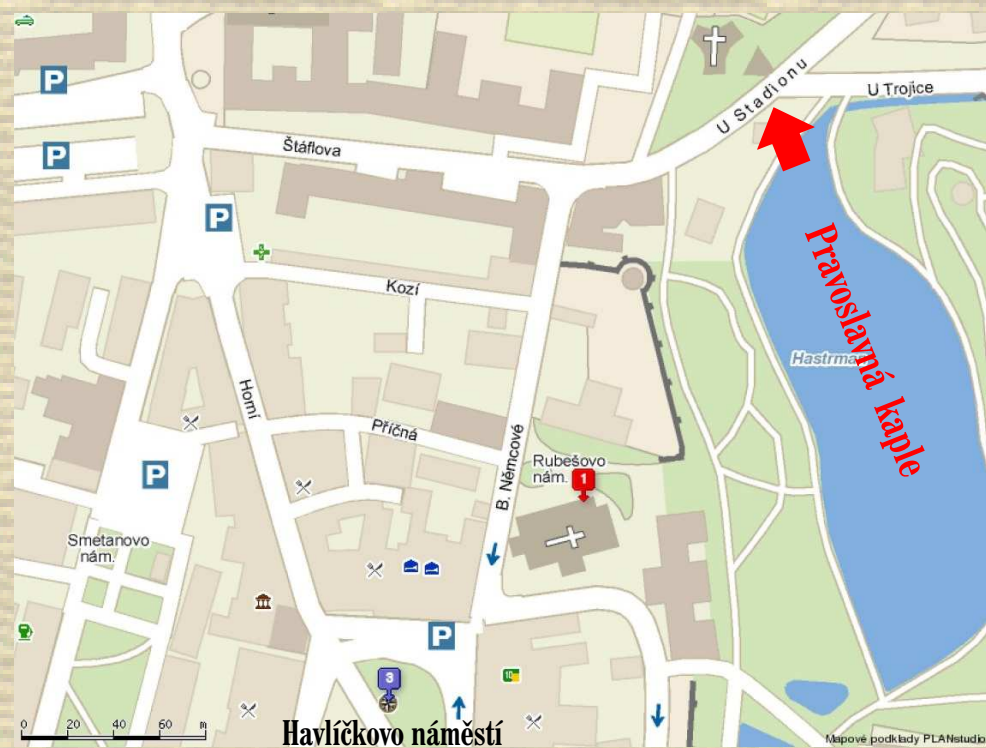 P
U Stadionu
U Trojice
P
Štáflova
P
Kozí
Pravoslavná kaple
Hastrman
Horní
Příčná
B. Němcové
Rubešovo
nám.
1
P
Smetanovo
nám.
P
10
3
0 20 40 60 m
Havlíčkovo náměstí
Mapové podklady PLANstudio